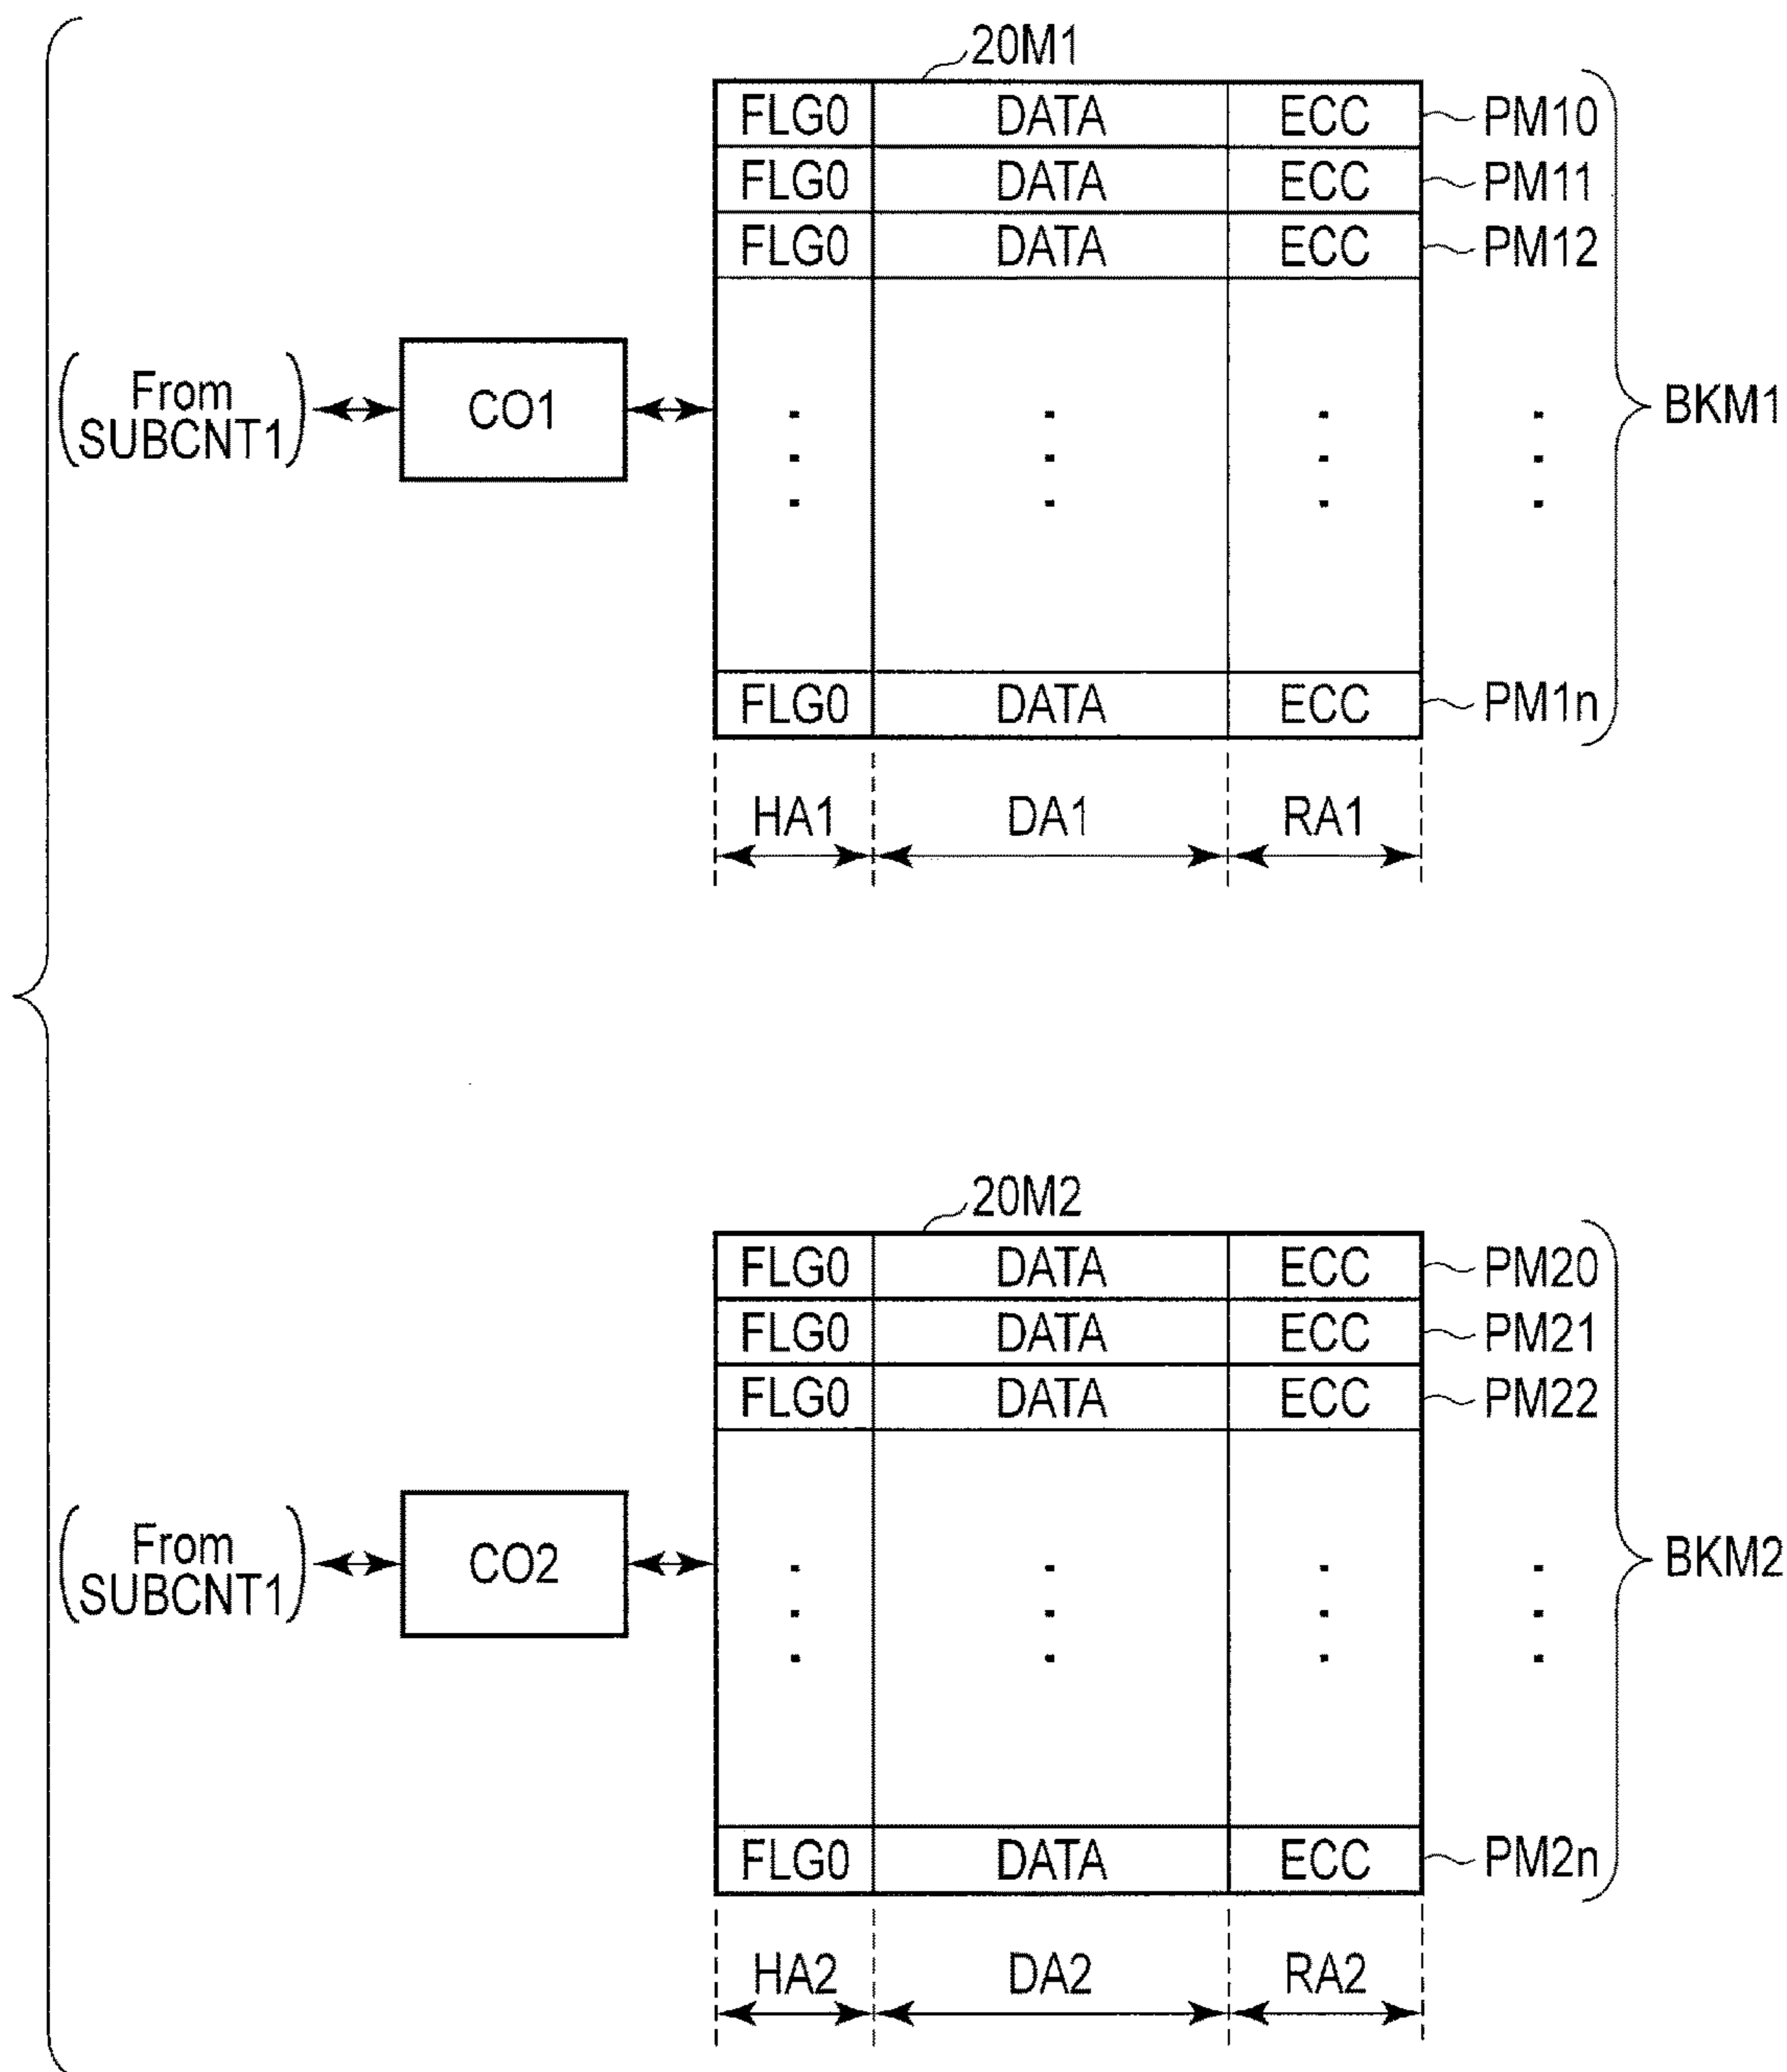 20M1
FLG0 DATA ECC PM10
FLG0 DATA ECC PM11
FLG0 DATA ECC PM12
(From SUBCNT1)
CO1
BKM1
FLG0 DATA ECC PM1n
HA1 DA1 RA1
20M2
FLG0 DATA ECC PM20
FLG0 DATA ECC PM21
FLG0 DATA ECC PM22
(From SUBCNT1)
CO2
BKM2
FLG0 DATA ECC PM2n
HA2 DA2 RA2